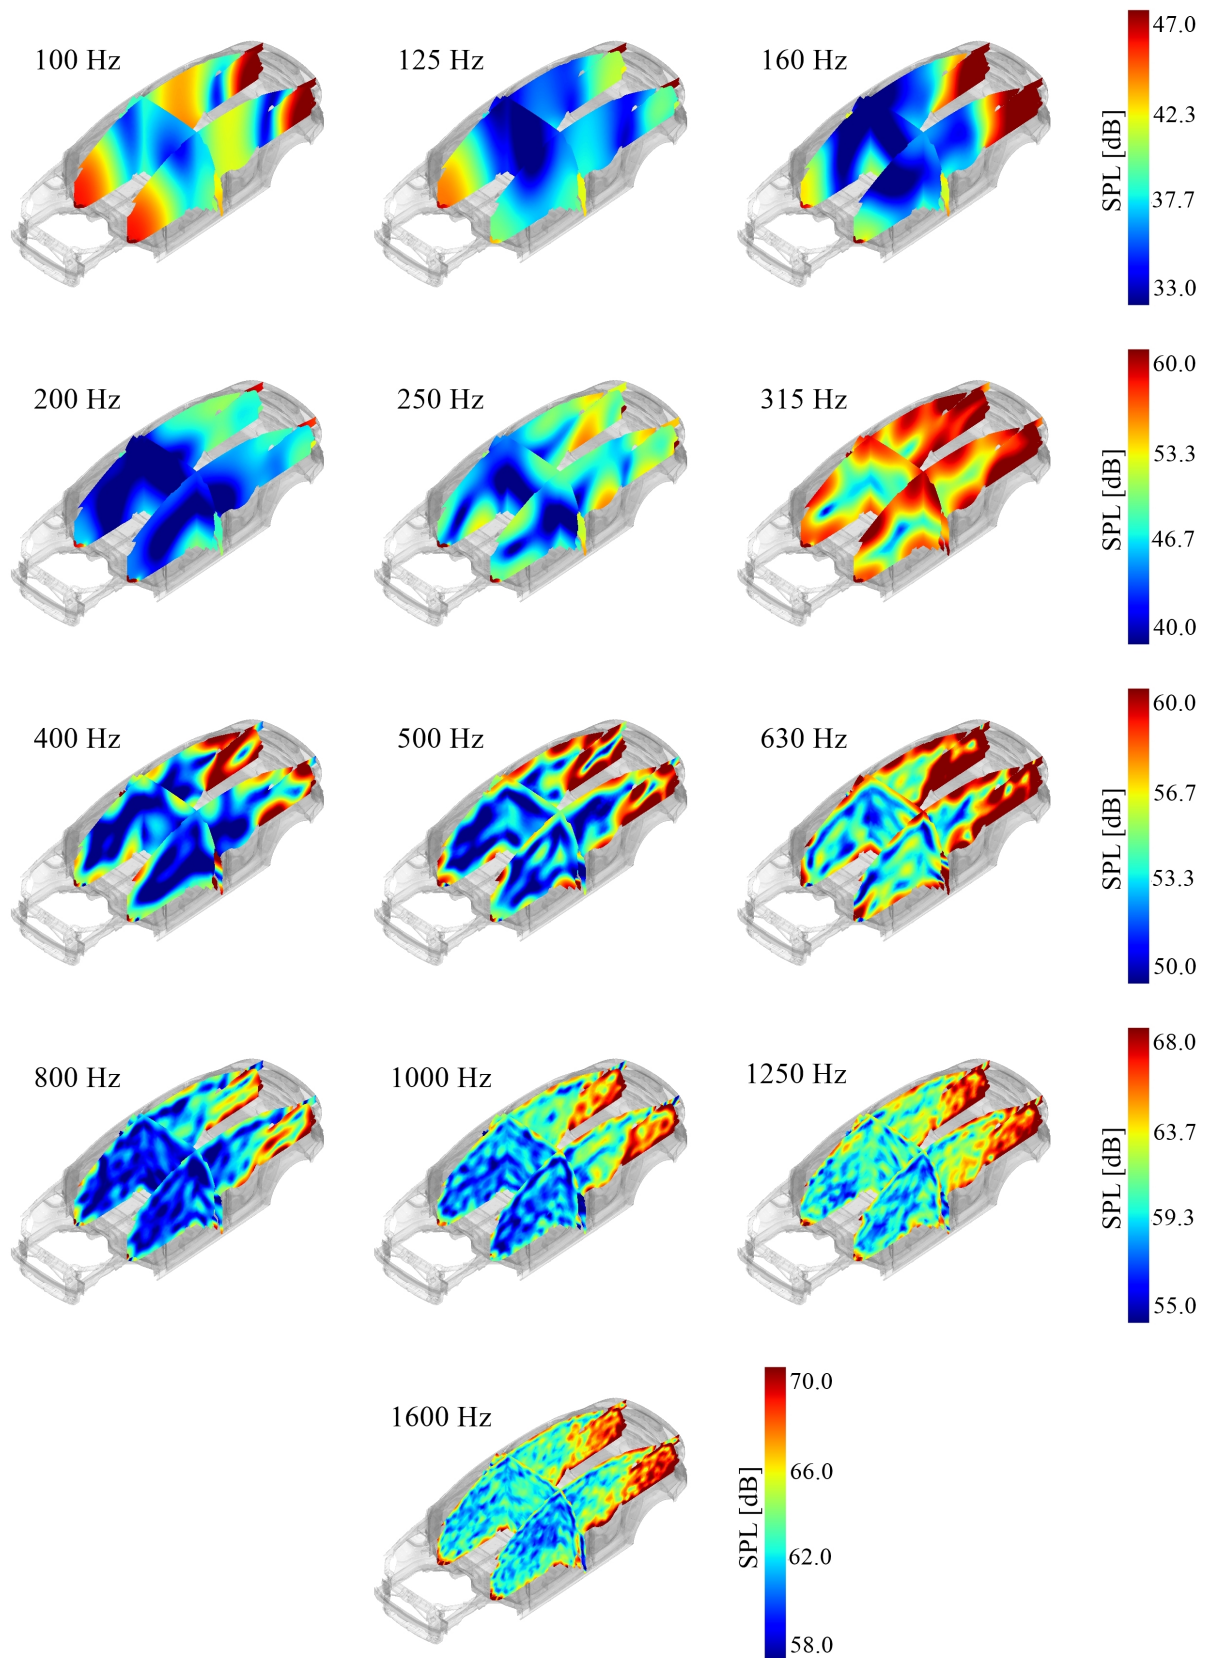 100 Hz
125 Hz
160 Hz
SPL [dB]
47.0
42.3
37.7
33.0
200 Hz
250 Hz
315 Hz
SPL [dB]
60.0
53.3
46.7
40.0
400 Hz
500 Hz
630 Hz
SPL [dB]
60.0
56.7
53.3
50.0
800 Hz
1000 Hz
1250 Hz
SPL [dB]
68.0
63.7
59.3
55.0
1600 Hz
SPL [dB]
70.0
66.0
62.0
58.0